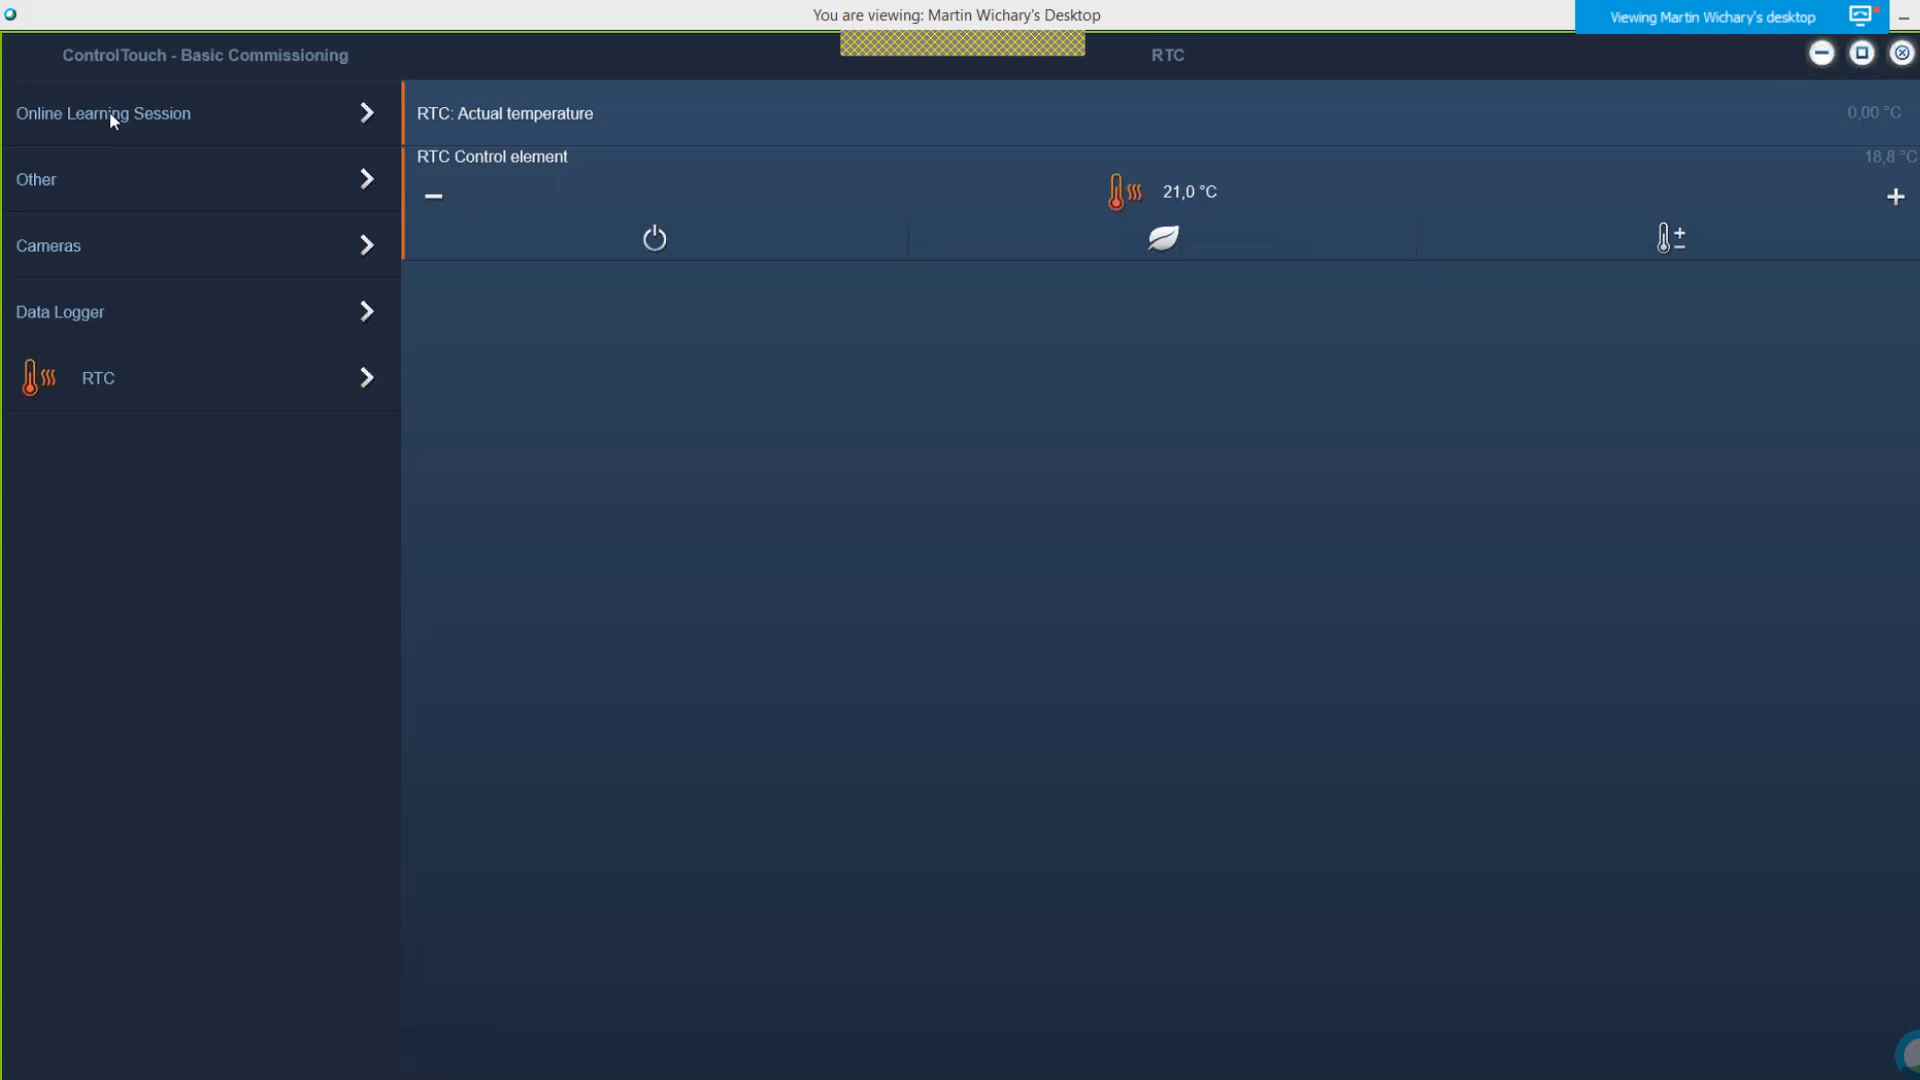 You are viewing: Martin Wichary's Desktop
Viewing Martin Wichary's desktop
ControlTouch - Basic Commissioning
RTC
Online Learning Session
RTC: Actual temperature
0,00 °C
RTC Control element
18,8 °C
Other
21,0 °C
Cameras
Data Logger
RTC